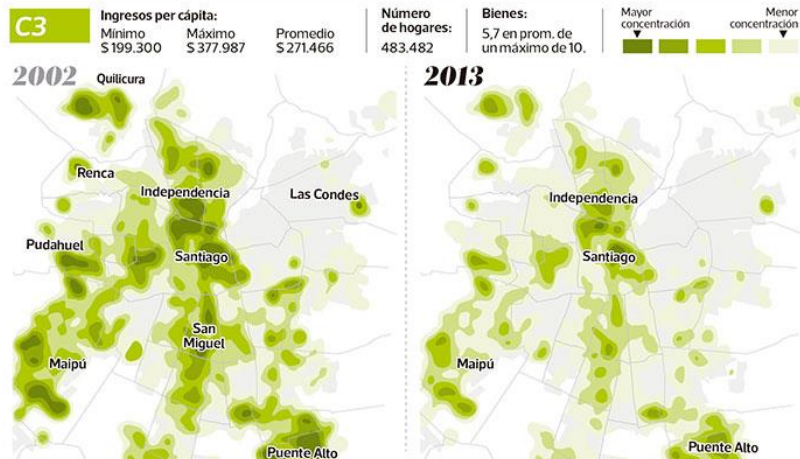 C3
Ingresos per cápita:
Mínimo
$199.300
Máximo
$377.987
Promedio
$271.466
Número
de hogares:
483.482
Bienes:
5,7 en prom. de
un máximo de 10.
Mayor
concentración
Menor
concentración
2002
Quilicura
Renca
Independencia
Las Condes
Pudahuel
Santiago
San
Miguel
Maipú
Puente Alto
2013
Independencia
Santiago
Maipú
Puente Alto